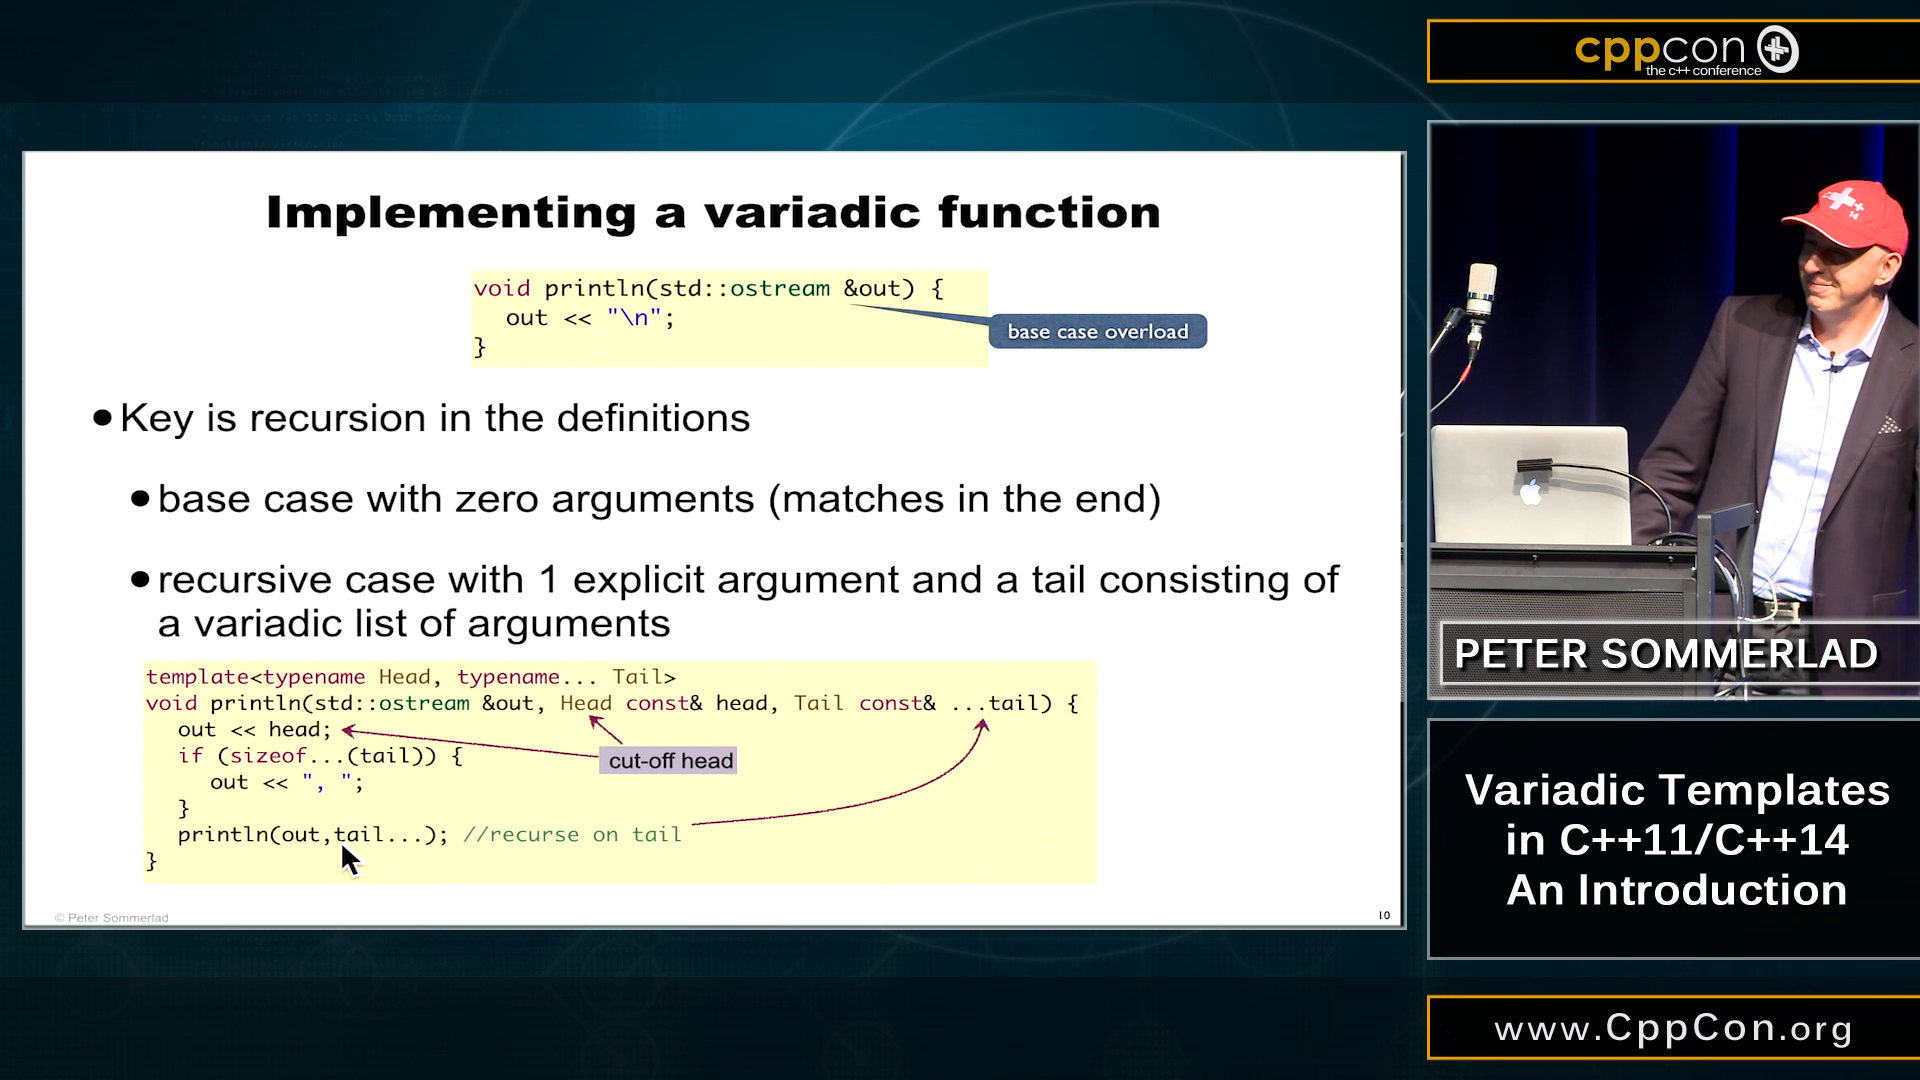 cppcon
the c++ conference
Implementing a variadic function
void println(std::ostream &out) {
out << "\n";
}
base case overload
Key is recursion in the definitions
base case with zero arguments (matches in the end)
recursive case with 1 explicit argument and a tail consisting of
a variadic list of arguments
template<typename Head, typename... Tail>
void println(std::ostream &out, Head const& head, Tail const& ...tail) {
out << head;
if (sizeof...(tail)) {
cut-off head
out << ", ";
}
println(out,tail...); //recurse on tail
}
© Peter Sommerlad
10
PETER SOMMERLAD
Variadic Templates
in C++11/C++14
An Introduction
www.CppCon.org